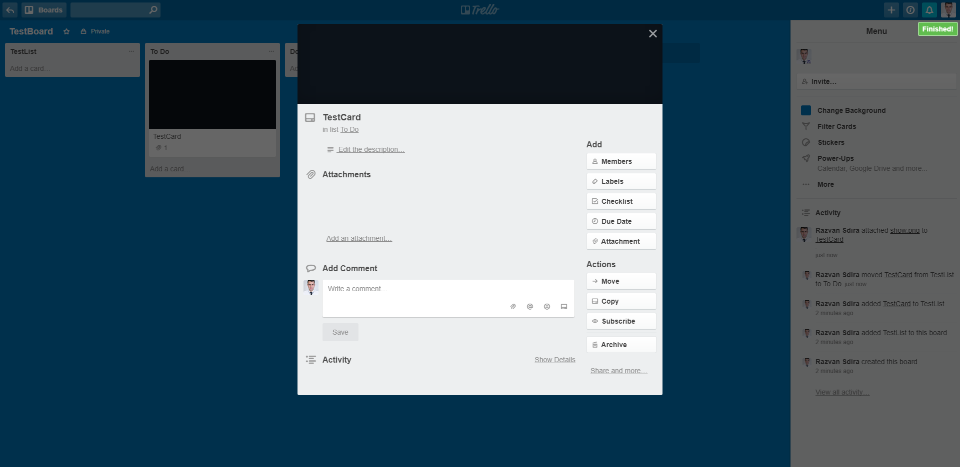 Boards
Trello
Finished!
TestBoard
Private
Menu
TestList
To Do
Add a card...
TestCard
1
Add a card
TestCard
in list To Do
Edit the description...
Attachments
Add an attachment...
Add Comment
Write a comment
Save
Activity
Show Details
Add
Members
Labels
Checklist
Due Date
Attachment
Actions
Move
Copy
Subscribe
Archive
Share and more...
Invite...
Change Background
Filter Cards
Stickers
Power-Ups
Calendar, Google Drive and more...
More
Activity
Razvan Sdira attached show.png to
TestCard
just now
Razvan Sdira moved TestCard from TestList
to To Do just now
Razvan Sdira added TestCard to TestList
2 minutes ago
Razvan Sdira added TestList to this board
2 minutes ago
Razvan Sdira created this board
2 minutes ago
View all activity...